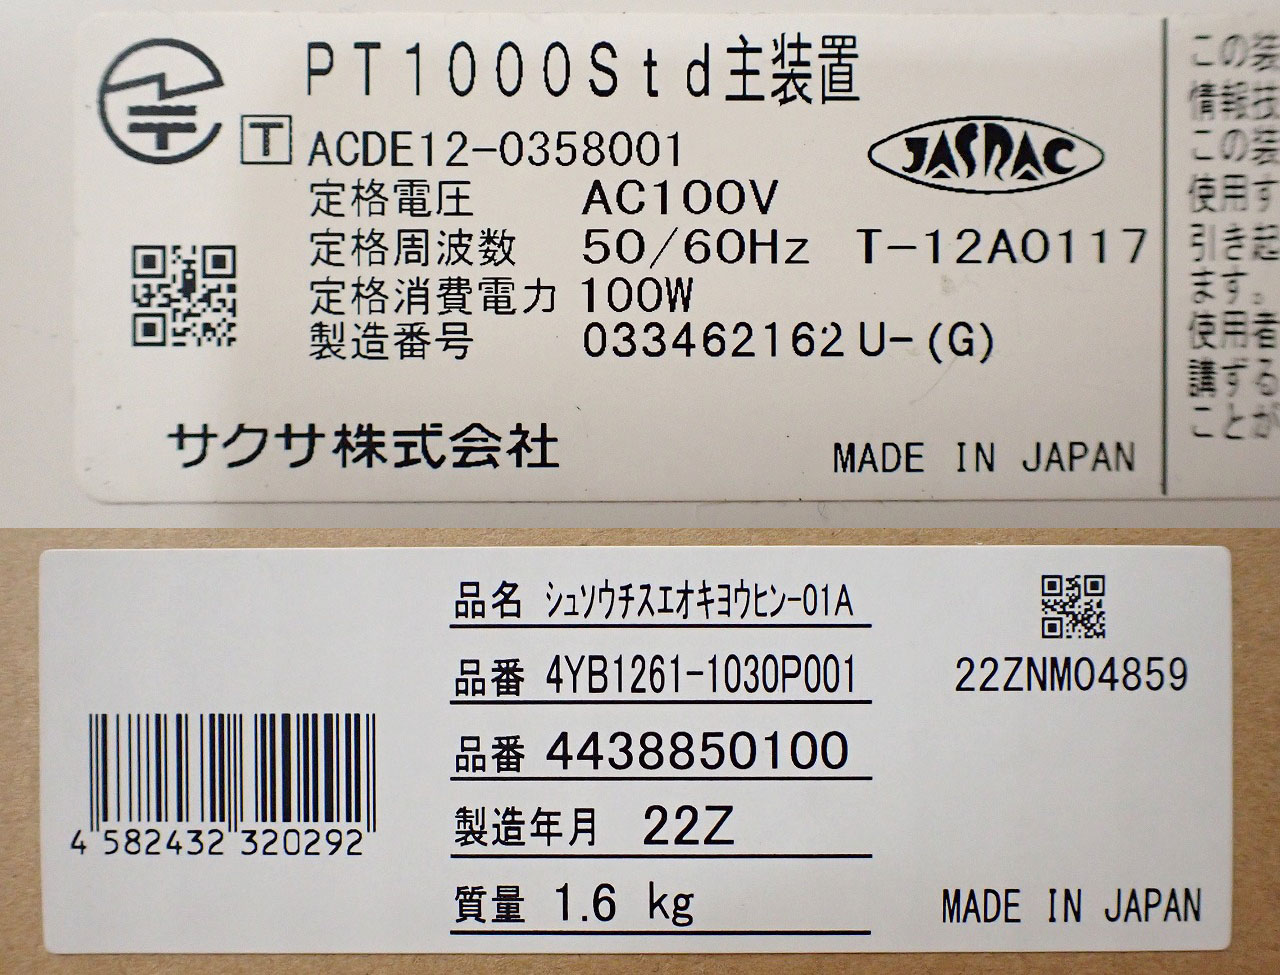 PT1000Std主装置
T ACDE12-0358001
JASRAC
定格電圧 AC100V
定格周波数 50/60Hz T-12A0117
定格消費電力 100W
製造番号 033462162U-(G)
サクサ株式会社
MADE IN JAPAN
この装
情報技
この装
使用す
引き起
ます。
使用者
講ずる
ことが
品名 シュソウチスエオキヨウヒン-01A
品番 4YB1261-1030P001
22ZNM04859
品番 4438850100
製造年月 22Z
質量 1.6 kg
4 582432 320292
MADE IN JAPAN